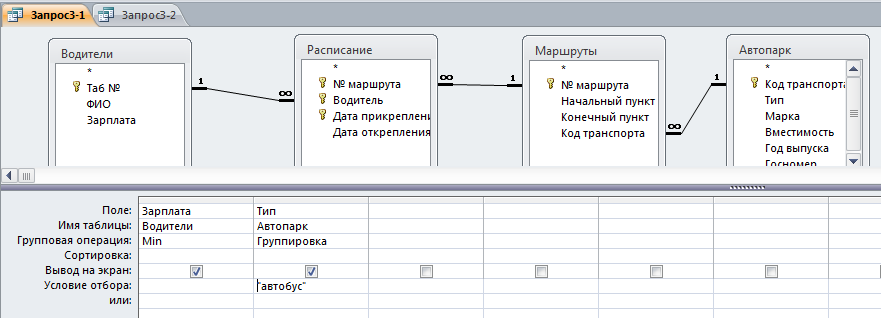 Запрос3-1 Запрос3-2
Водители
*
Таб №
ФИО
Зарплата
1
∞
Расписание
*
№ маршрута
Водитель
Дата прикреплени
Дата открепления
∞
1
Маршруты
*
№ маршрута
Начальный пункт
Конечный пункт
Код транспорта
1
∞
Автопарк
*
Код транспорта
Тип
Марка
Вместимость
Год выпуска
Госномер
Поле: Зарплата Тип
Имя таблицы: Водители Автопарк
Групповая операция: Min Группировка
Сортировка:
Вывод на экран:
Условие отбора: "автобус"
или: